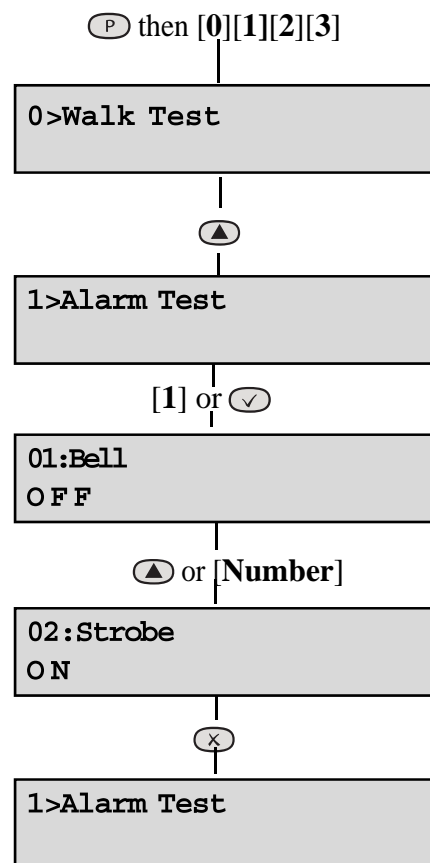 P then [0][1][2][3]
0>Walk Test
1>Alarm Test
[1] or
01:Bell
OFF
or [Number]
02:Strobe
ON
1>Alarm Test